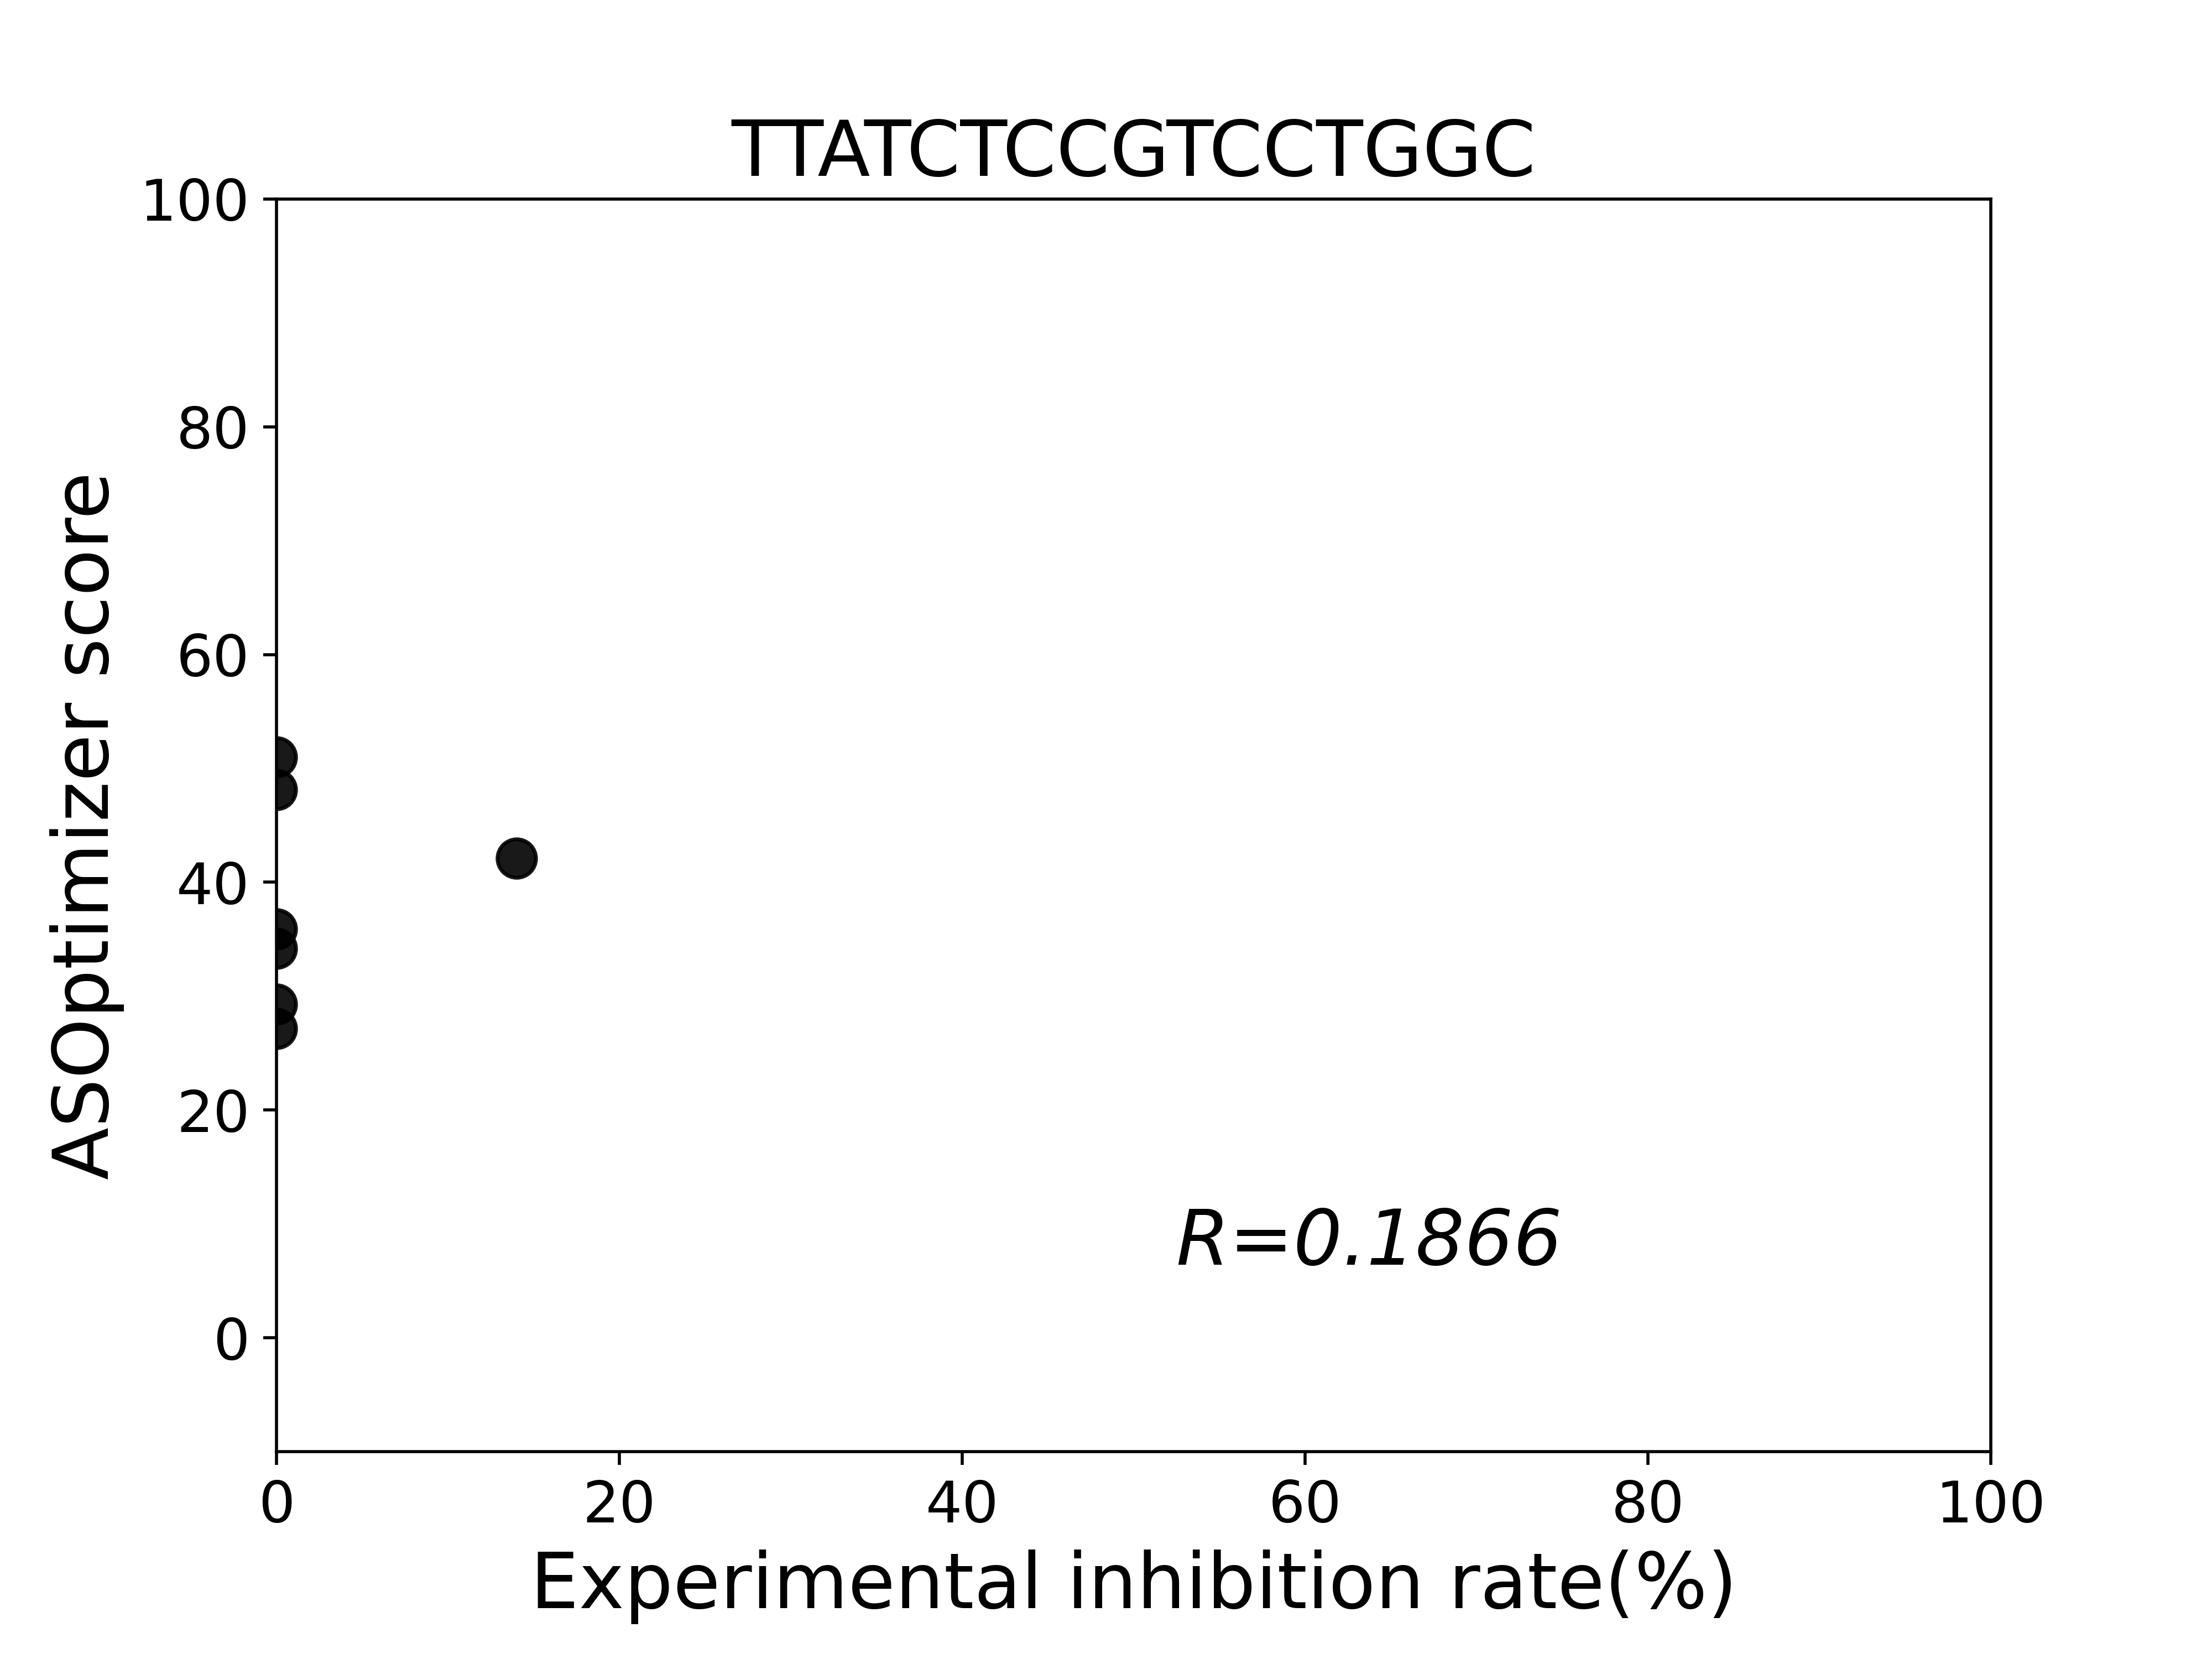 TTATCTCCGTCCTGGC
100
80
60
40
20
0
ASOptimizer score
R=0.1866
0 20 40 60 80 100
Experimental inhibition rate(%)